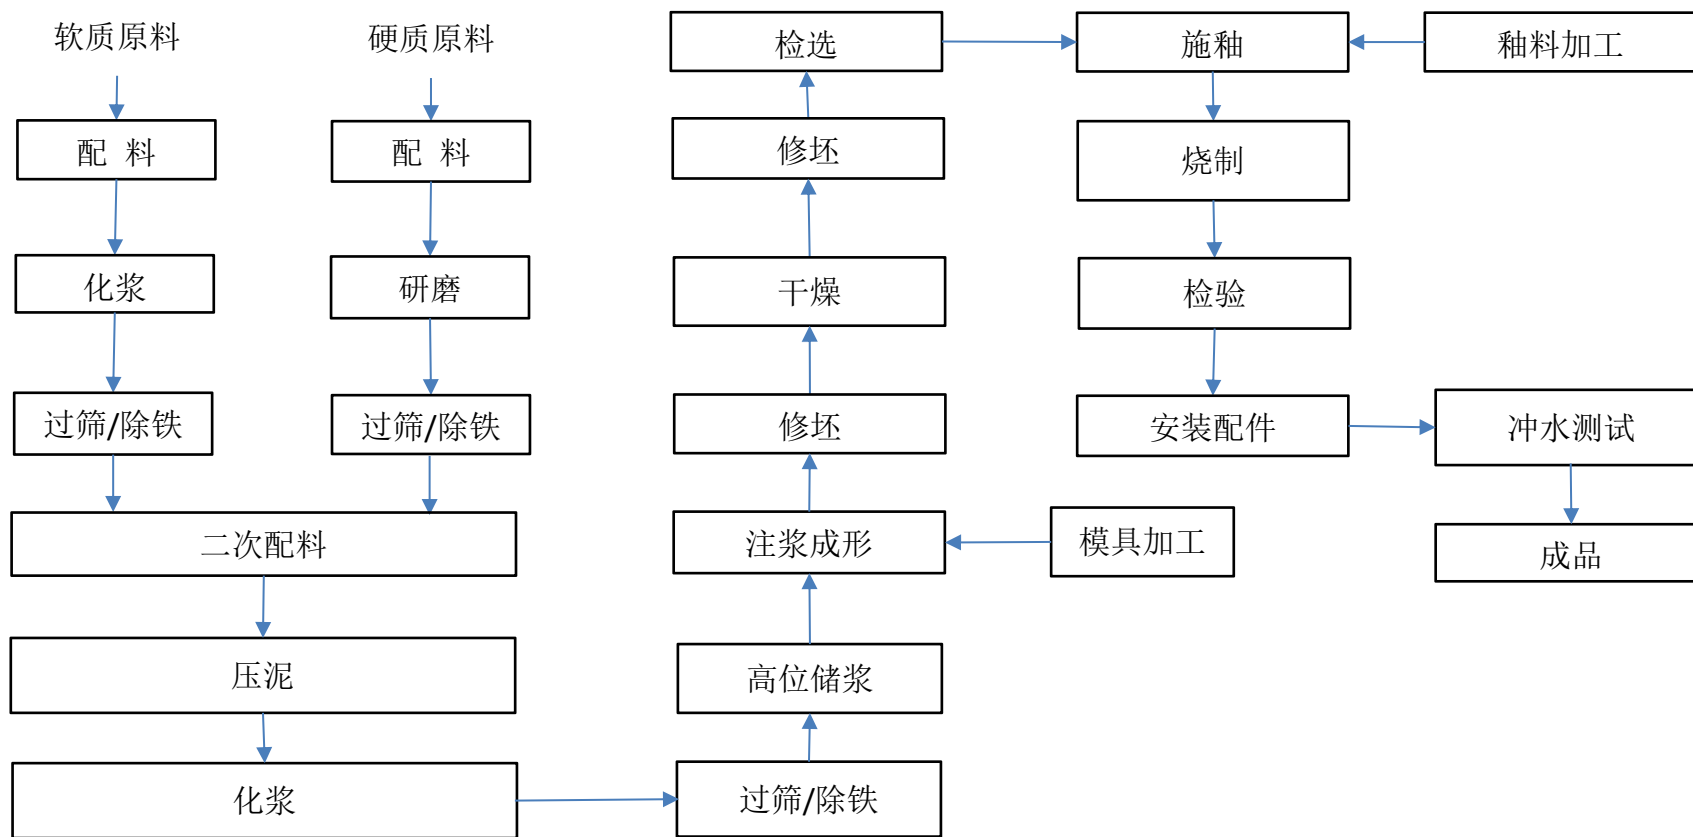 软质原料
硬质原料
配 料
配 料
化浆
研磨
过筛/除铁
过筛/除铁
二次配料
压泥
化浆
过筛/除铁
高位储浆
注浆成形
模具加工
修坯
干燥
修坯
检选
施釉
釉料加工
烧制
检验
安装配件
冲水测试
成品